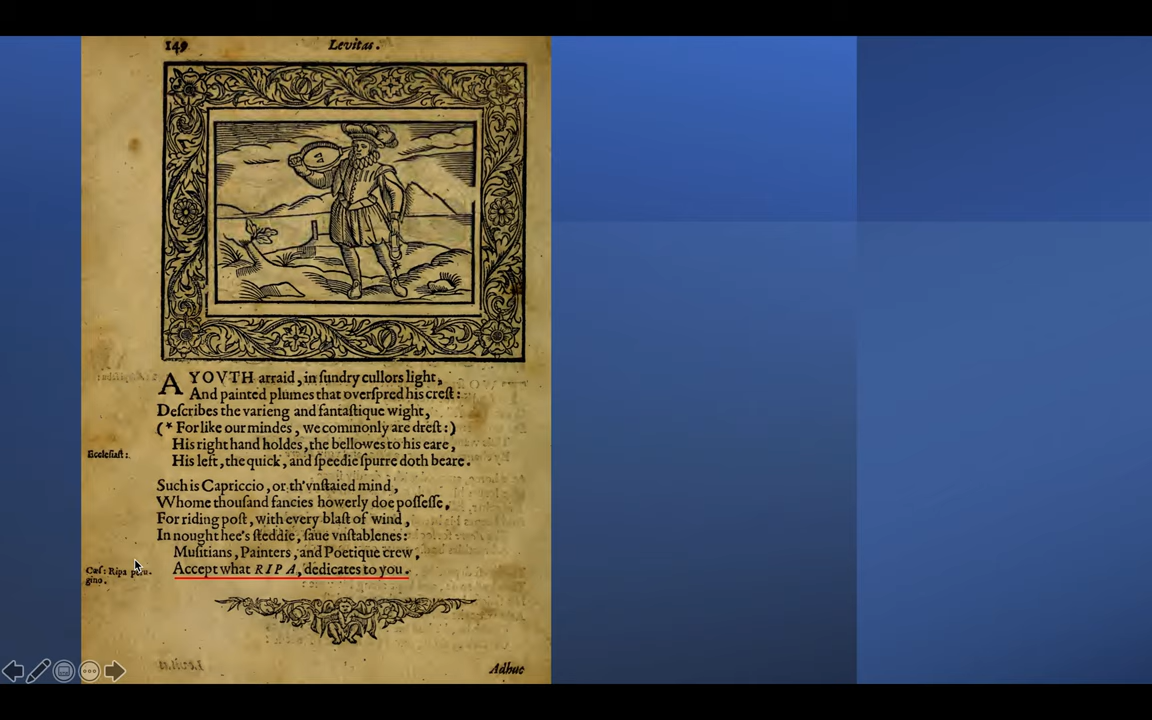 149 Levitas.
A YOVTH arraid, in ſundry cullors light,
And painted plumes that overſpred his creſt:
Deſcribes the varieng and fantaſtique wight,
(* For like our mindes, we commonly are dreſt:)
His right hand holdes, the bellowes to his eare,
Eccleſiaſt:
His left, the quick, and ſpeedie ſpurre doth beare.
Such is Capriccio, or th'vnſtaied mind,
Whome thouſand fancies howerly doe poſſeſſe,
For riding poſt, with every blaſt of wind,
In nought hee's ſteddie, ſaue vnſtablenes:
Muſitians, Painters, and Poetique crew,
Accept what RIPA, dedicates to you.
Cæſ: Ripa
gino.
Adhuc